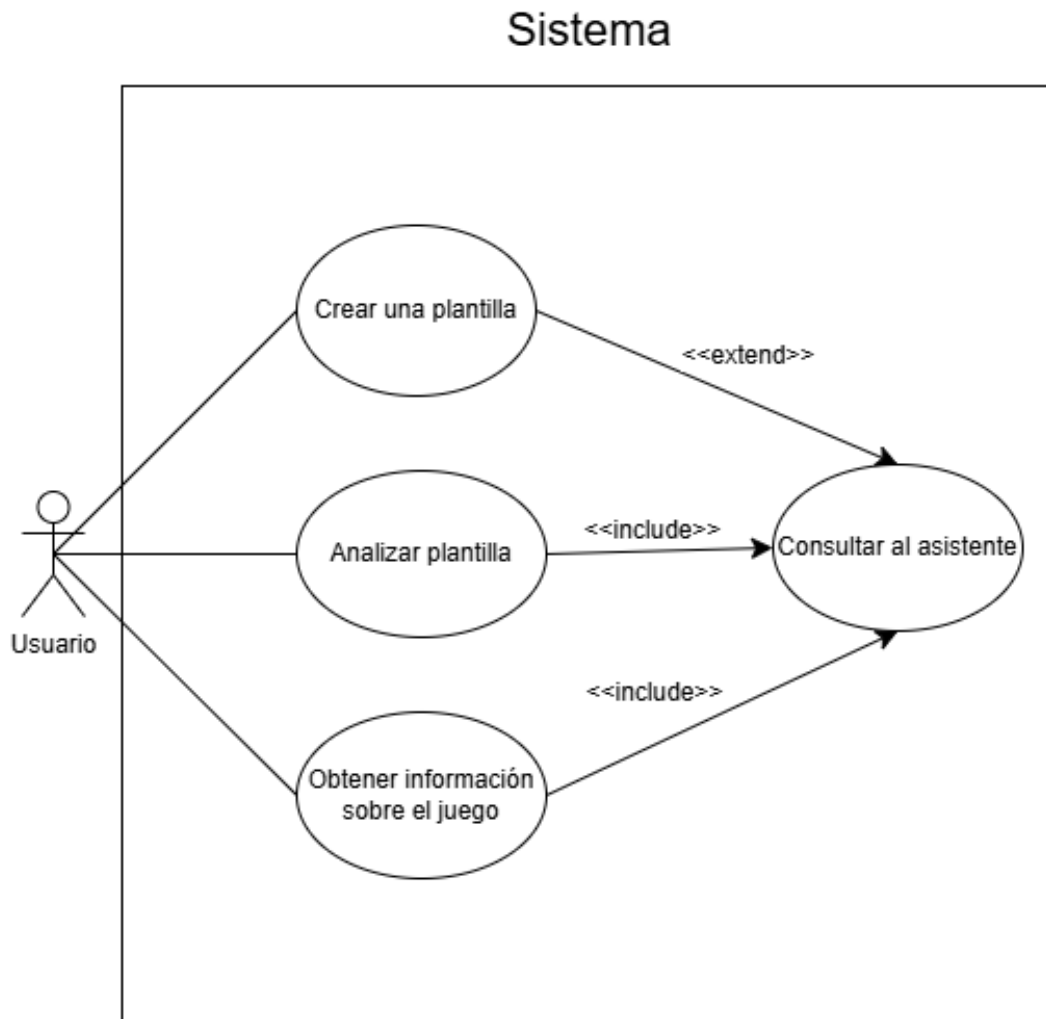 Sistema
Crear una plantilla
<<extend>>
Analizar plantilla
<<include>>
Consultar al asistente
Usuario
<<include>>
Obtener información
sobre el juego